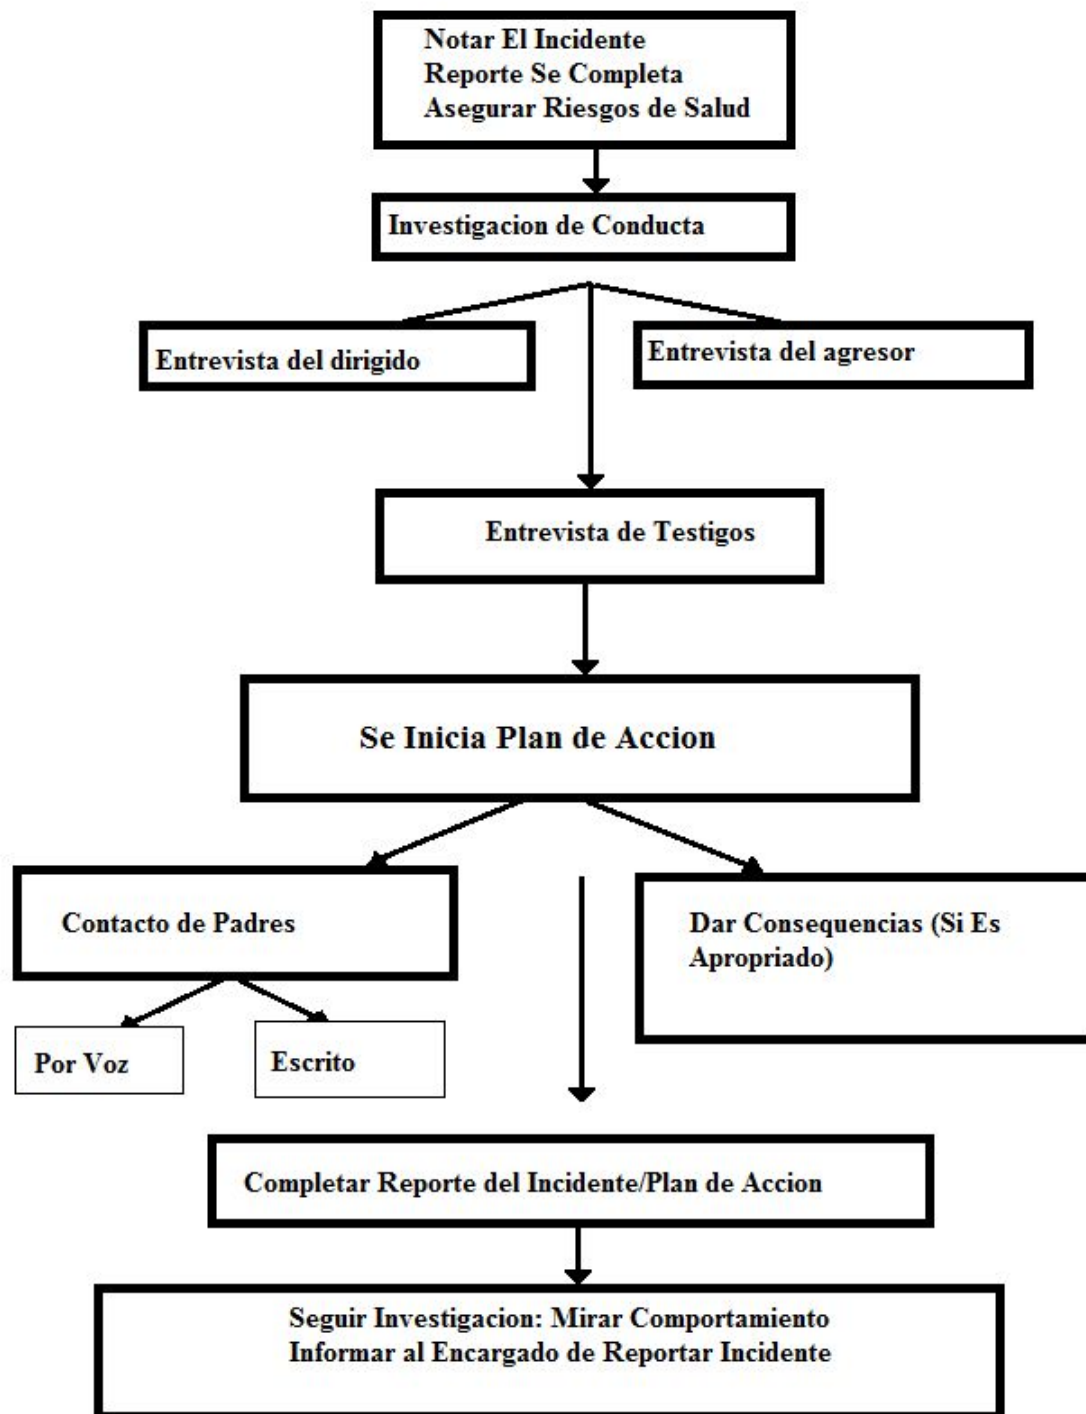 Notar El Incidente
Reporte Se Completa
Asegurar Riesgos de Salud
Investigacion de Conducta
Entrevista del dirigido
Entrevista del agresor
Entrevista de Testigos
Se Inicia Plan de Accion
Contacto de Padres
Dar Consequencias (Si Es
Apropriado)
Por Voz
Escrito
Completar Reporte del Incidente/Plan de Accion
Seguir Investigacion: Mirar Comportamiento
Informar al Encargado de Reportar Incidente